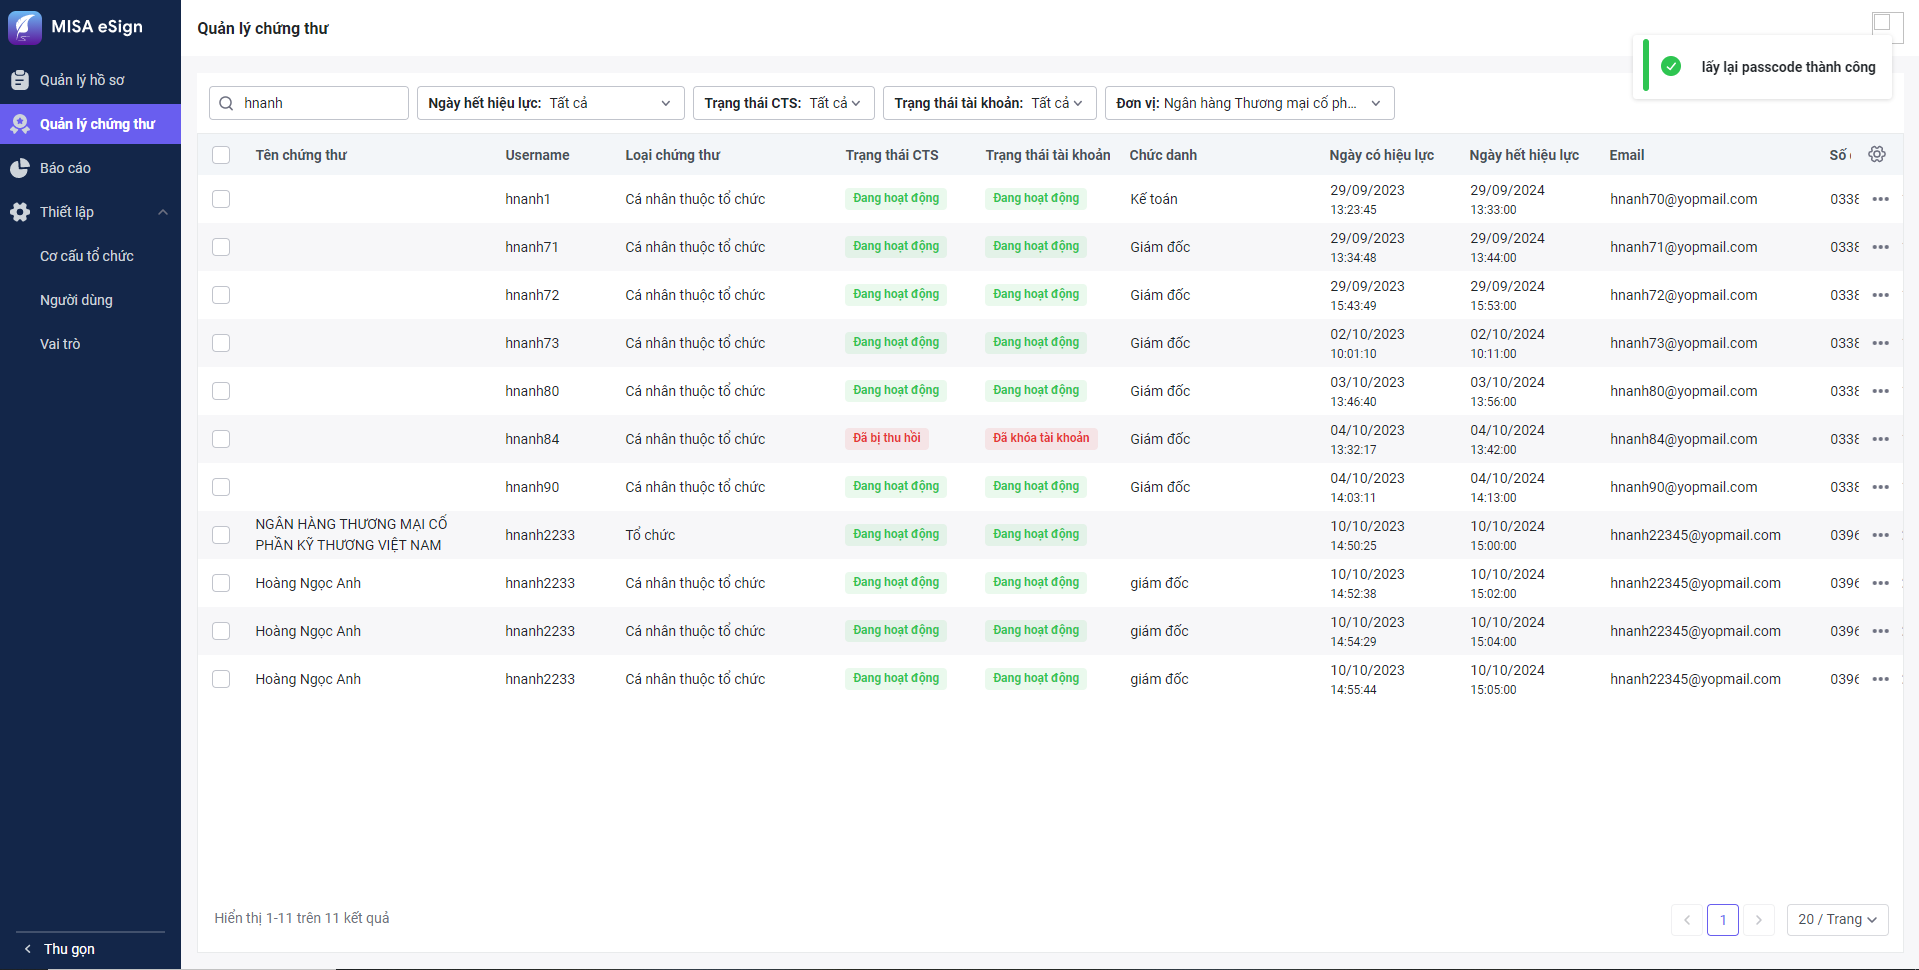 MISA eSign
Quản lý hồ sơ
Quản lý chứng thư
Báo cáo
Thiết lập
Cơ cấu tổ chức
Người dùng
Vai trò
Thu gọn
Quản lý chứng thư
lấy lại passcode thành công
hnanh
Ngày hết hiệu lực: Tất cả
Trạng thái CTS: Tất cả
Trạng thái tài khoản: Tất cả
Đơn vị: Ngân hàng Thương mại cổ ph...
Tên chứng thư Username Loại chứng thư Trạng thái CTS Trạng thái tài khoản Chức danh Ngày có hiệu lực Ngày hết hiệu lực Email Số
hnanh1 Cá nhân thuộc tổ chức Đang hoạt động Đang hoạt động Kế toán 29/09/2023 29/09/2024 hnanh70@yopmail.com 0338
13:23:45 13:33:00
hnanh71 Cá nhân thuộc tổ chức Đang hoạt động Đang hoạt động Giám đốc 29/09/2023 29/09/2024 hnanh71@yopmail.com 0338
13:34:48 13:44:00
hnanh72 Cá nhân thuộc tổ chức Đang hoạt động Đang hoạt động Giám đốc 29/09/2023 29/09/2024 hnanh72@yopmail.com 0338
15:43:49 15:53:00
hnanh73 Cá nhân thuộc tổ chức Đang hoạt động Đang hoạt động Giám đốc 02/10/2023 02/10/2024 hnanh73@yopmail.com 0338
10:01:10 10:11:00
hnanh80 Cá nhân thuộc tổ chức Đang hoạt động Đang hoạt động Giám đốc 03/10/2023 03/10/2024 hnanh80@yopmail.com 0338
13:46:40 13:56:00
hnanh84 Cá nhân thuộc tổ chức Đã bị thu hồi Đã khóa tài khoản Giám đốc 04/10/2023 04/10/2024 hnanh84@yopmail.com 0338
13:32:17 13:42:00
hnanh90 Cá nhân thuộc tổ chức Đang hoạt động Đang hoạt động Giám đốc 04/10/2023 04/10/2024 hnanh90@yopmail.com 0338
14:03:11 14:13:00
NGÂN HÀNG THƯƠNG MẠI CỔ
PHẦN KỸ THƯƠNG VIỆT NAM hnanh2233 Tổ chức Đang hoạt động Đang hoạt động 10/10/2023 10/10/2024 hnanh22345@yopmail.com 0396
14:50:25 15:00:00
Hoàng Ngọc Anh hnanh2233 Cá nhân thuộc tổ chức Đang hoạt động Đang hoạt động giám đốc 10/10/2023 10/10/2024 hnanh22345@yopmail.com 0396
14:52:38 15:02:00
Hoàng Ngọc Anh hnanh2233 Cá nhân thuộc tổ chức Đang hoạt động Đang hoạt động giám đốc 10/10/2023 10/10/2024 hnanh22345@yopmail.com 0396
14:54:29 15:04:00
Hoàng Ngọc Anh hnanh2233 Cá nhân thuộc tổ chức Đang hoạt động Đang hoạt động giám đốc 10/10/2023 10/10/2024 hnanh22345@yopmail.com 0396
14:55:44 15:05:00
Hiển thị 1-11 trên 11 kết quả
1
20 / Trang